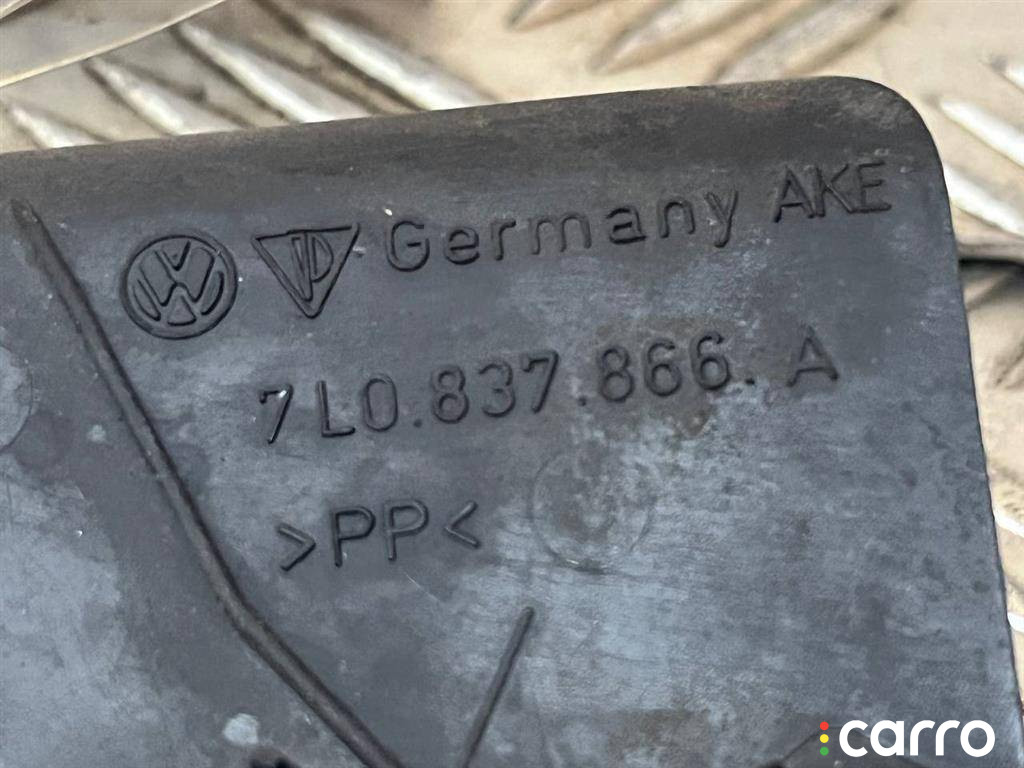 Germany AKE
7L0.837.866. A
>PP<
carro